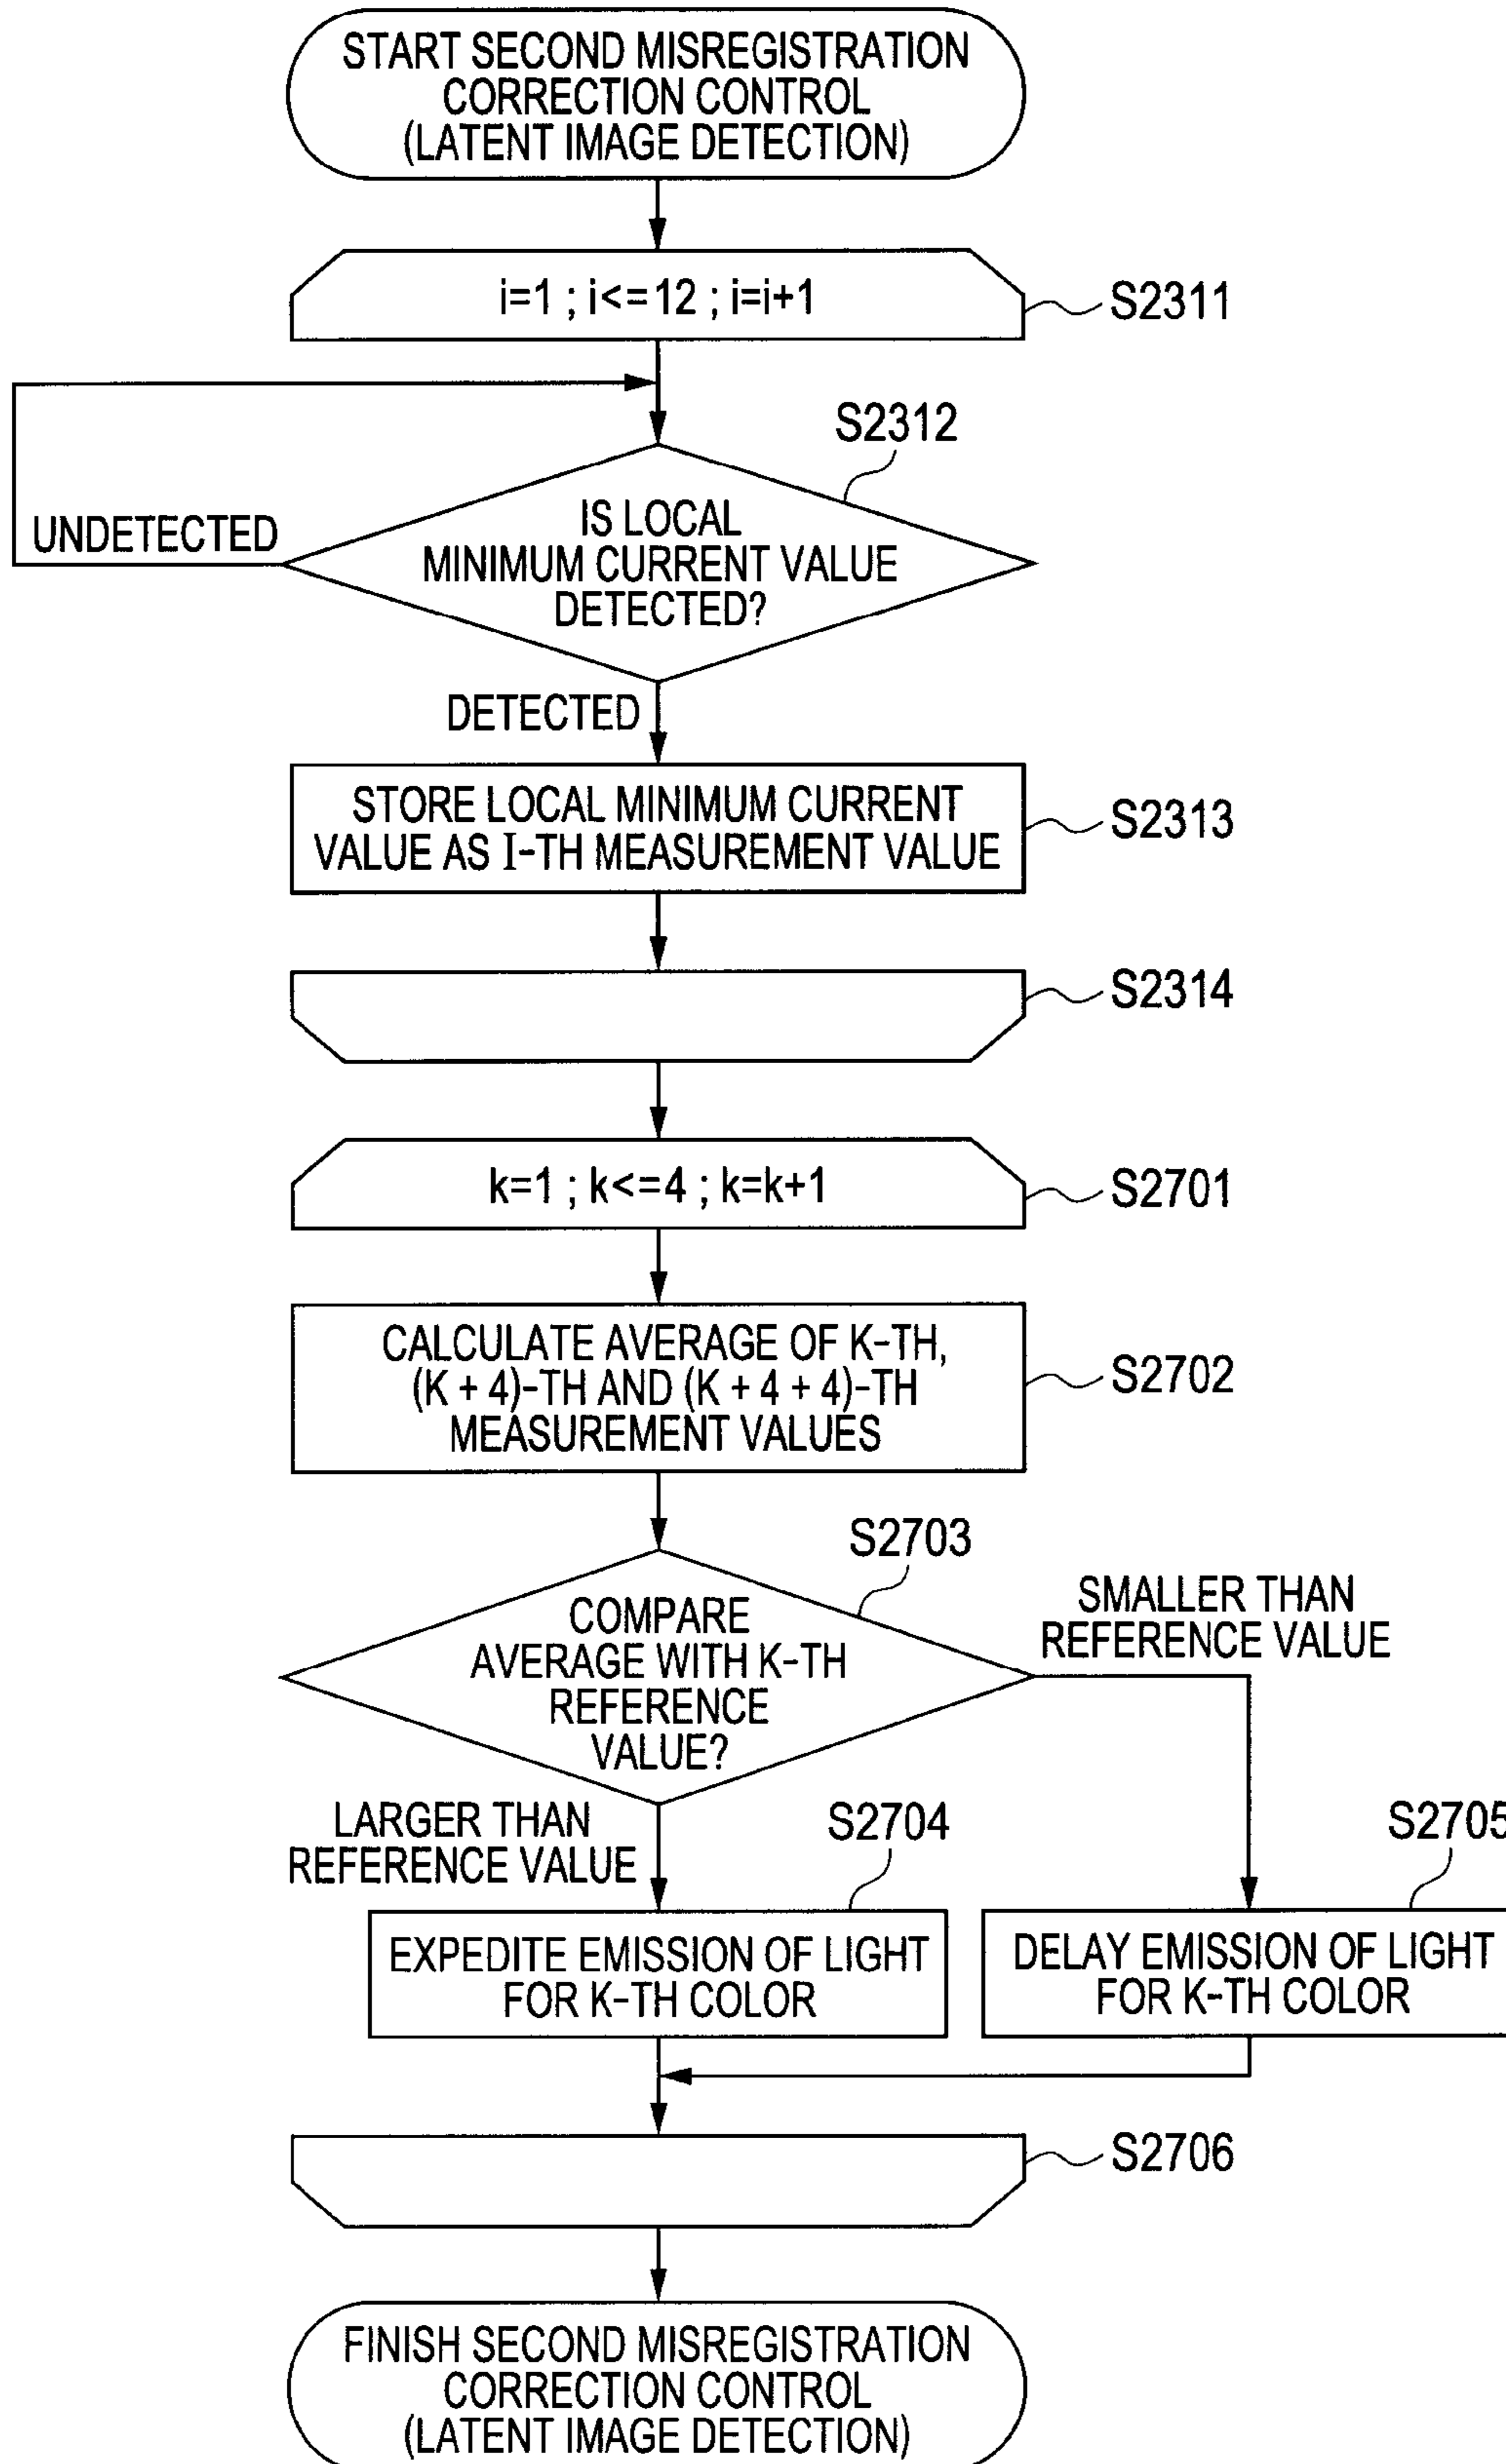 START SECOND MISREGISTRATION
CORRECTION CONTROL
(LATENT IMAGE DETECTION)
i=1 ; i<=12 ; i=i+1
S2311
S2312
UNDETECTED
IS LOCAL
MINIMUM CURRENT VALUE
DETECTED?
DETECTED
STORE LOCAL MINIMUM CURRENT
VALUE AS I-TH MEASUREMENT VALUE
S2313
S2314
k=1 ; k<=4 ; k=k+1
S2701
CALCULATE AVERAGE OF K-TH,
(K + 4)-TH AND (K + 4 + 4)-TH
MEASUREMENT VALUES
S2702
S2703
COMPARE
AVERAGE WITH K-TH
REFERENCE
VALUE?
SMALLER THAN
REFERENCE VALUE
LARGER THAN
REFERENCE VALUE
S2704
S2705
EXPEDITE EMISSION OF LIGHT
FOR K-TH COLOR
DELAY EMISSION OF LIGHT
FOR K-TH COLOR
S2706
FINISH SECOND MISREGISTRATION
CORRECTION CONTROL
(LATENT IMAGE DETECTION)